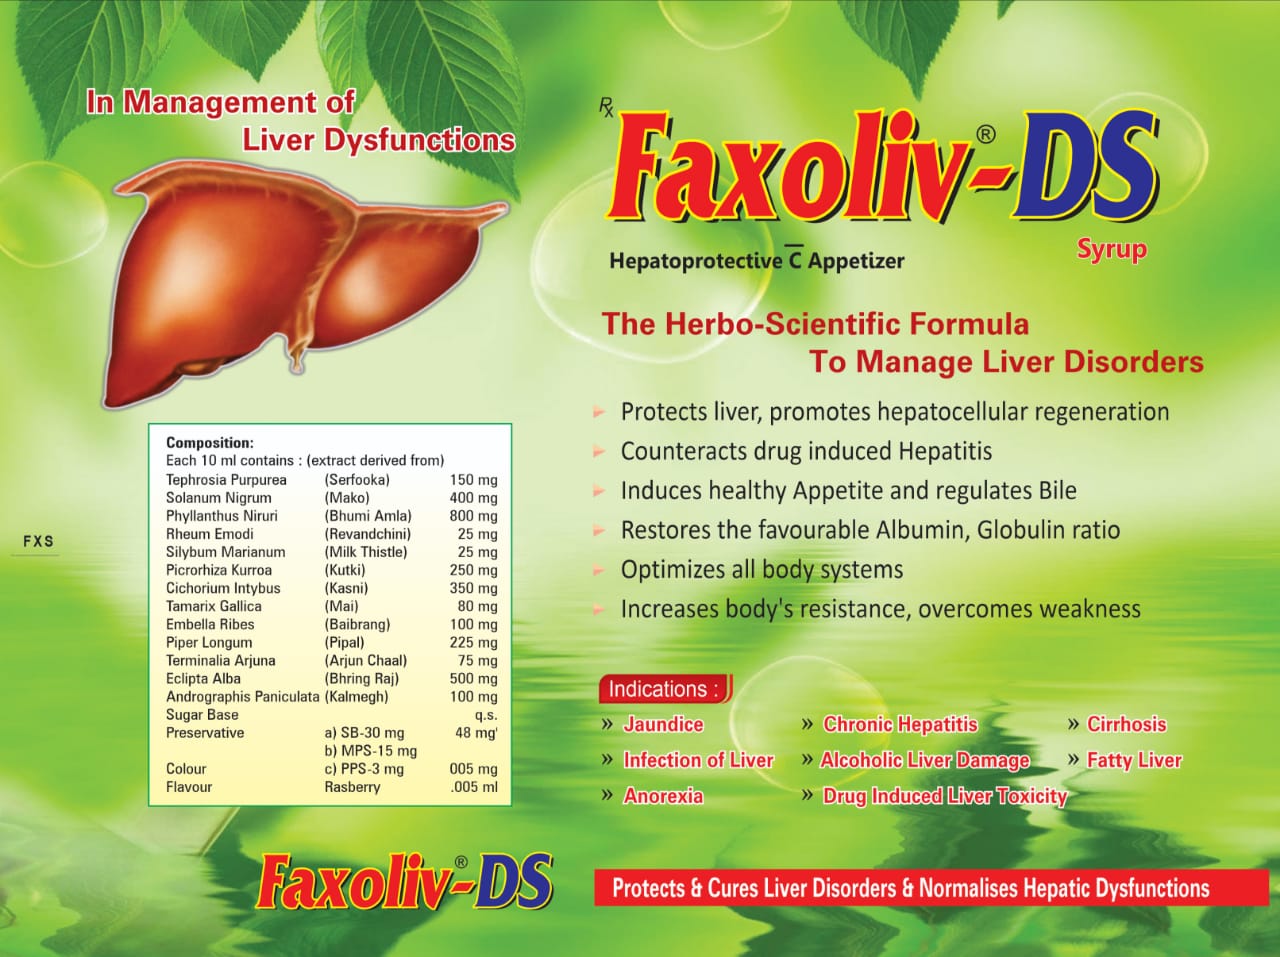 In Management of
Liver Dysfunctions
Composition:
Each 10 ml contains : (extract derived from)
Tephrosia Purpurea (Serfooka) 150 mg
Solanum Nigrum (Mako) 400 mg
Phyllanthus Niruri (Bhumi Amla) 800 mg
Rheum Emodi (Revandchini) 25 mg
Silybum Marianum (Milk Thistle) 25 mg
Picrorhiza Kurroa (Kutki) 250 mg
Cichorium Intybus (Kasni) 350 mg
Tamarix Gallica (Mai) 80 mg
Embella Ribes (Baibrang) 100 mg
Piper Longum (Pipal) 225 mg
Terminalia Arjuna (Arjun Chaal) 75 mg
Eclipta Alba (Bhring Raj) 500 mg
Andrographis Paniculata (Kalmegh) 100 mg
Sugar Base q.s.
Preservative a) SB-30 mg 48 mg'
b) MPS-15 mg
Colour c) PPS-3 mg 005 mg
Flavour Rasberry .005 ml
FXS
Faxoliv®-DS
Rx
Faxoliv®-DS
Syrup
Hepatoprotective C̅ Appetizer
The Herbo-Scientific Formula
To Manage Liver Disorders
Protects liver, promotes hepatocellular regeneration
Counteracts drug induced Hepatitis
Induces healthy Appetite and regulates Bile
Restores the favourable Albumin, Globulin ratio
Optimizes all body systems
Increases body's resistance, overcomes weakness
Indications :
» Jaundice » Chronic Hepatitis » Cirrhosis
» Infection of Liver » Alcoholic Liver Damage » Fatty Liver
» Anorexia » Drug Induced Liver Toxicity
Protects & Cures Liver Disorders & Normalises Hepatic Dysfunctions